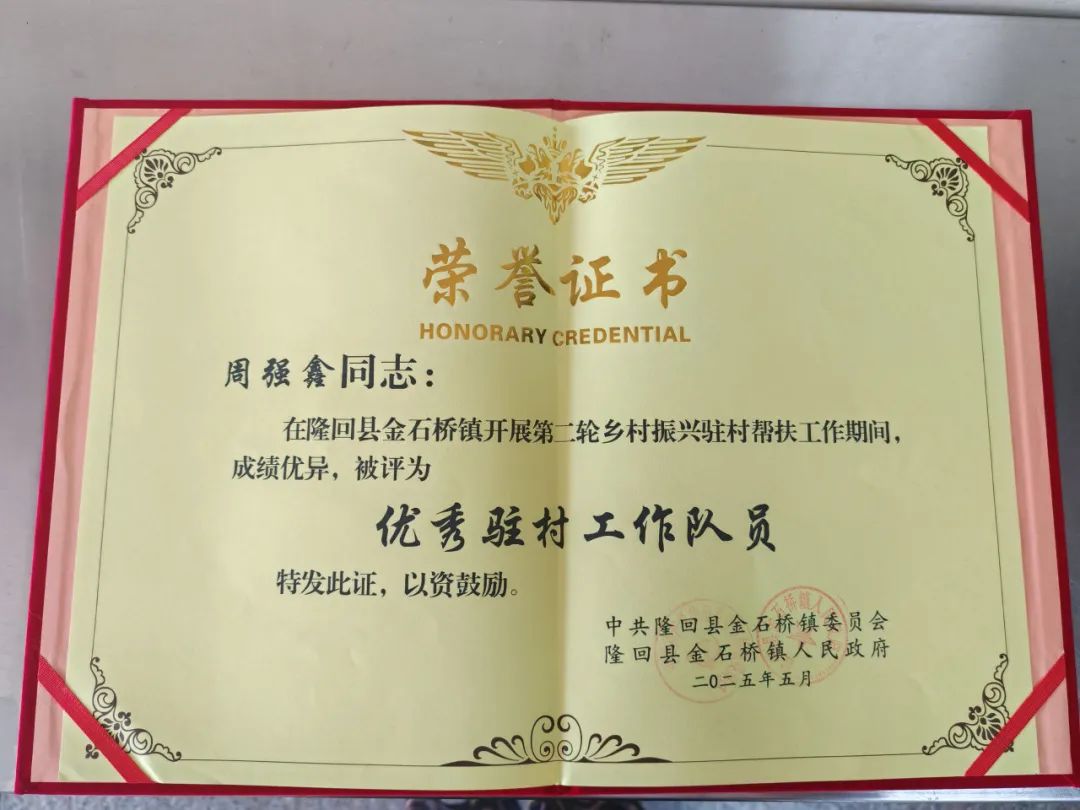 荣誉证书
HONORARY CREDENTIAL
周强鑫同志：
在隆回县金石桥镇开展第二轮乡村振兴驻村帮扶工作期间，
成绩优异，被评为
优秀驻村工作队员
特发此证，以资鼓励。
中共隆回县金石桥镇委员会
隆回县金石桥镇人民政府
二〇二五年五月